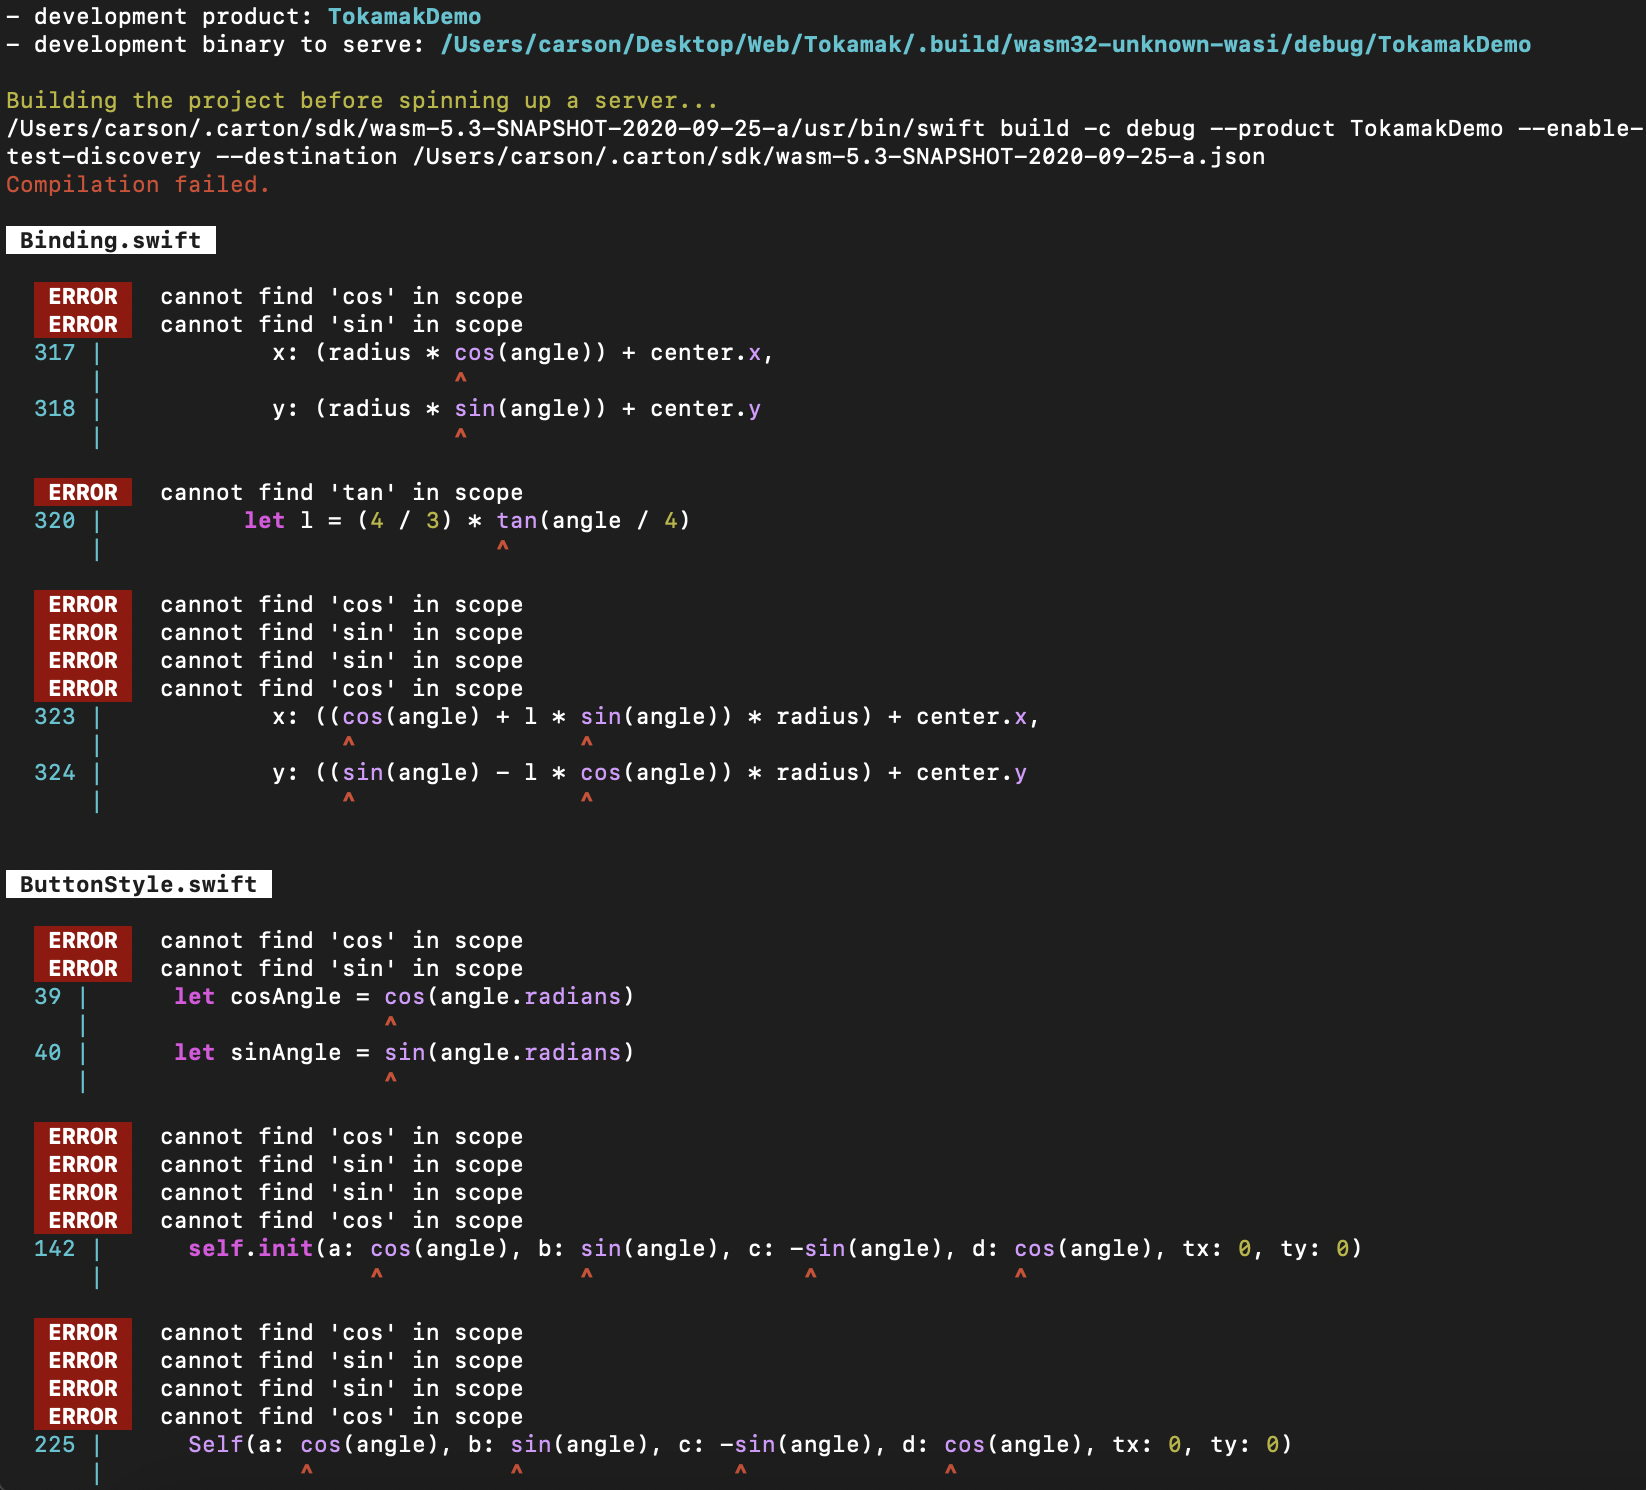 - development product: TokamakDemo
- development binary to serve: /Users/carson/Desktop/Web/Tokamak/.build/wasm32-unknown-wasi/debug/TokamakDemo
Building the project before spinning up a server...
/Users/carson/.carton/sdk/wasm-5.3-SNAPSHOT-2020-09-25-a/usr/bin/swift build -c debug --product TokamakDemo --enable-
test-discovery --destination /Users/carson/.carton/sdk/wasm-5.3-SNAPSHOT-2020-09-25-a.json
Compilation failed.
Binding.swift
ERROR cannot find 'cos' in scope
ERROR cannot find 'sin' in scope
317 | x: (radius * cos(angle)) + center.x,
| ^
318 | y: (radius * sin(angle)) + center.y
| ^
ERROR cannot find 'tan' in scope
320 | let l = (4 / 3) * tan(angle / 4)
| ^
ERROR cannot find 'cos' in scope
ERROR cannot find 'sin' in scope
ERROR cannot find 'sin' in scope
ERROR cannot find 'cos' in scope
323 | x: ((cos(angle) + l * sin(angle)) * radius) + center.x,
| ^ ^
324 | y: ((sin(angle) - l * cos(angle)) * radius) + center.y
| ^ ^
ButtonStyle.swift
ERROR cannot find 'cos' in scope
ERROR cannot find 'sin' in scope
39 | let cosAngle = cos(angle.radians)
| ^
40 | let sinAngle = sin(angle.radians)
| ^
ERROR cannot find 'cos' in scope
ERROR cannot find 'sin' in scope
ERROR cannot find 'sin' in scope
ERROR cannot find 'cos' in scope
142 | self.init(a: cos(angle), b: sin(angle), c: -sin(angle), d: cos(angle), tx: 0, ty: 0)
| ^ ^ ^ ^
ERROR cannot find 'cos' in scope
ERROR cannot find 'sin' in scope
ERROR cannot find 'sin' in scope
ERROR cannot find 'cos' in scope
225 | Self(a: cos(angle), b: sin(angle), c: -sin(angle), d: cos(angle), tx: 0, ty: 0)
| ^ ^ ^ ^